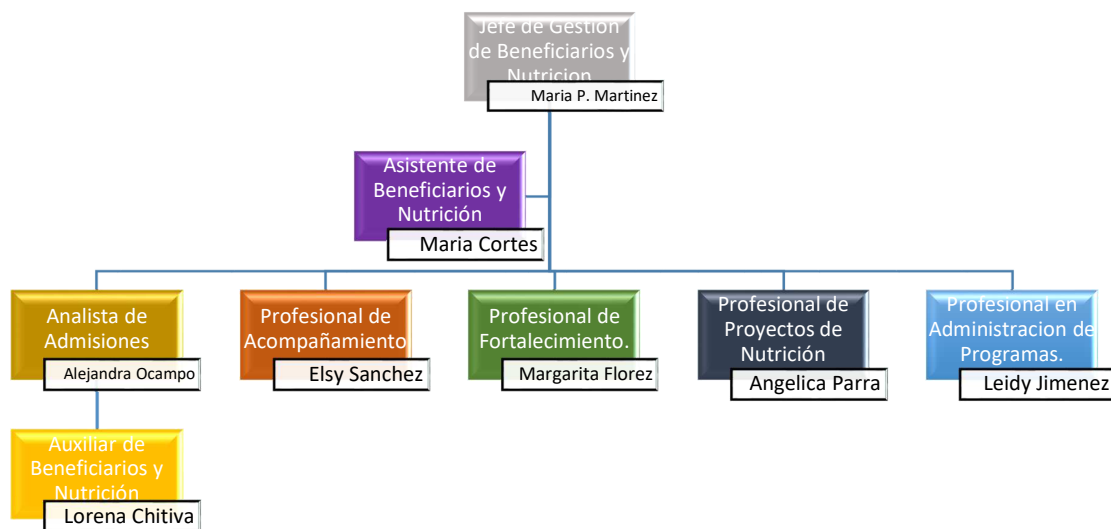 Jefe de Gestion
de Beneficiarios y
Nutricion
Maria P. Martinez
Asistente de
Beneficiarios y
Nutrición
Maria Cortes
Analista de
Admisiones
Alejandra Ocampo
Profesional de
Acompañamiento
Elsy Sanchez
Profesional de
Fortalecimiento.
Margarita Florez
Profesional de
Proyectos de
Nutrición
Angelica Parra
Profesional en
Administracion de
Programas.
Leidy Jimenez
Auxiliar de
Beneficiarios y
Nutrición
Lorena Chitiva